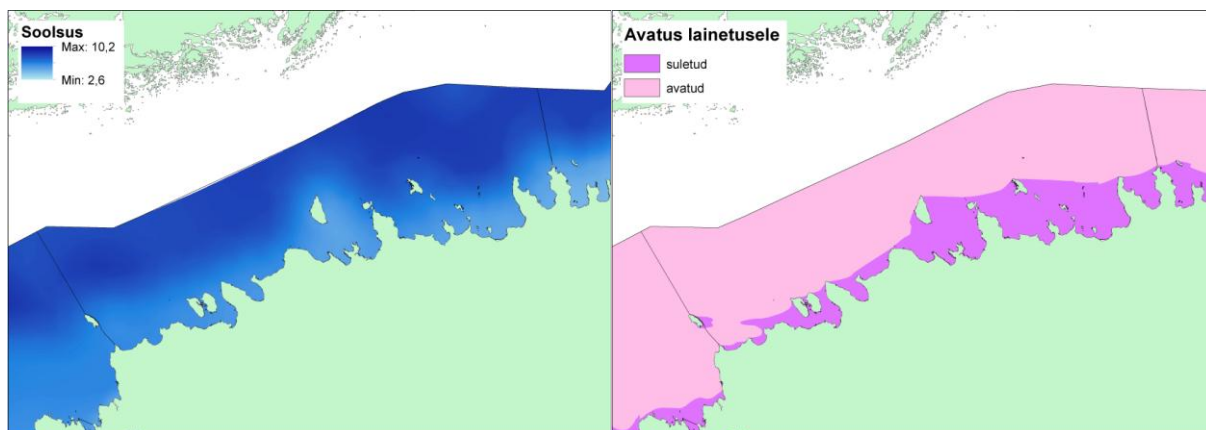 Soolsus
Max: 10,2
Min: 2,6
Avatus lainetusele
suletud
avatud